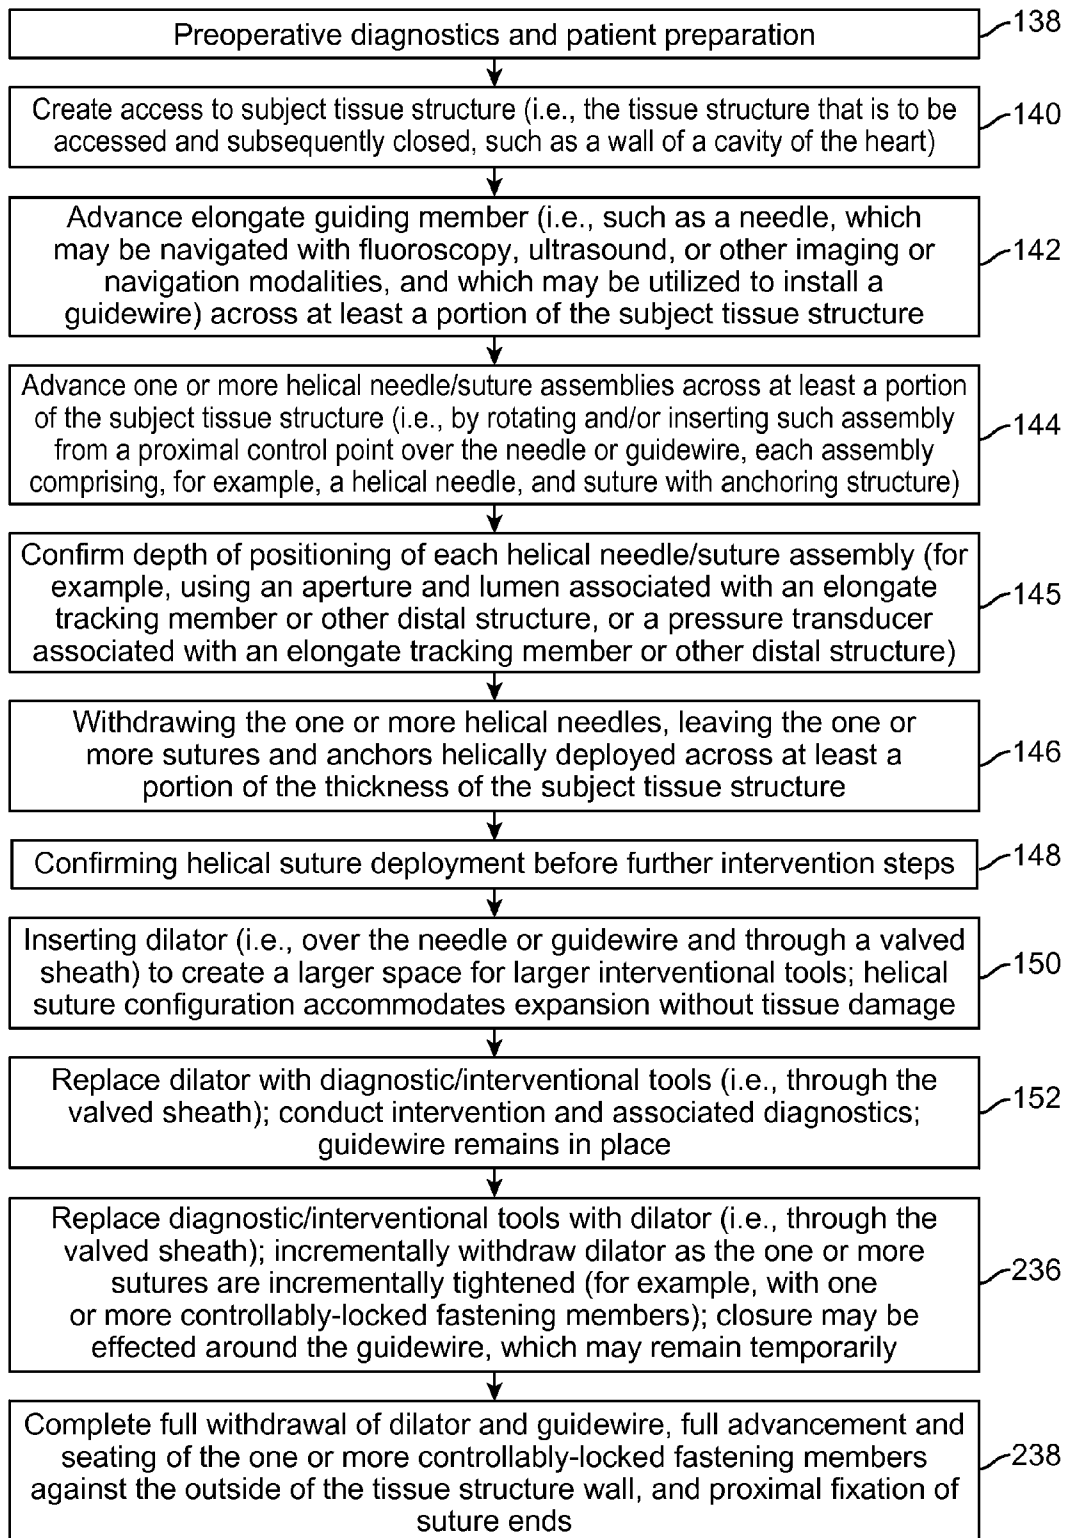 Preoperative diagnostics and patient preparation
138
Create access to subject tissue structure (i.e., the tissue structure that is to be
accessed and subsequently closed, such as a wall of a cavity of the heart)
140
Advance elongate guiding member (i.e., such as a needle, which
may be navigated with fluoroscopy, ultrasound, or other imaging or
navigation modalities, and which may be utilized to install a
guidewire) across at least a portion of the subject tissue structure
142
Advance one or more helical needle/suture assemblies across at least a portion
of the subject tissue structure (i.e., by rotating and/or inserting such assembly
from a proximal control point over the needle or guidewire, each assembly
comprising, for example, a helical needle, and suture with anchoring structure)
144
Confirm depth of positioning of each helical needle/suture assembly (for
example, using an aperture and lumen associated with an elongate
tracking member or other distal structure, or a pressure transducer
associated with an elongate tracking member or other distal structure)
145
Withdrawing the one or more helical needles, leaving the one or
more sutures and anchors helically deployed across at least a
portion of the thickness of the subject tissue structure
146
Confirming helical suture deployment before further intervention steps
148
Inserting dilator (i.e., over the needle or guidewire and through a valved
sheath) to create a larger space for larger interventional tools; helical
suture configuration accommodates expansion without tissue damage
150
Replace dilator with diagnostic/interventional tools (i.e., through the
valved sheath); conduct intervention and associated diagnostics;
guidewire remains in place
152
Replace diagnostic/interventional tools with dilator (i.e., through the
valved sheath); incrementally withdraw dilator as the one or more
sutures are incrementally tightened (for example, with one
or more controllably-locked fastening members); closure may be
effected around the guidewire, which may remain temporarily
236
Complete full withdrawal of dilator and guidewire, full advancement and
seating of the one or more controllably-locked fastening members
against the outside of the tissue structure wall, and proximal fixation of
suture ends
238